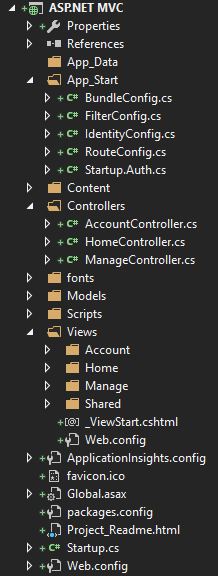 ASP.NET MVC
Properties
References
App_Data
App_Start
BundleConfig.cs
FilterConfig.cs
IdentityConfig.cs
RouteConfig.cs
Startup.Auth.cs
Content
Controllers
AccountController.cs
HomeController.cs
ManageController.cs
fonts
Models
Scripts
Views
Account
Home
Manage
Shared
_ViewStart.cshtml
Web.config
ApplicationInsights.config
favicon.ico
Global.asax
packages.config
Project_Readme.html
Startup.cs
Web.config